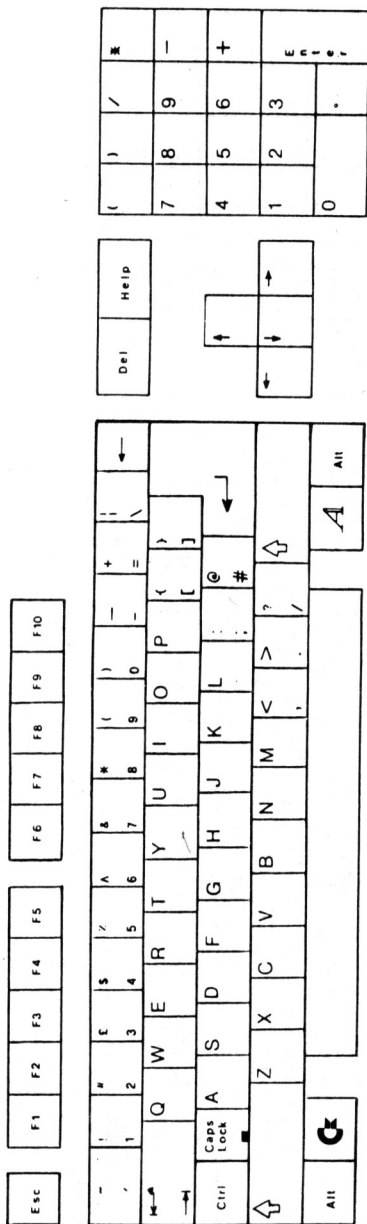 Esc F1 F2 F3 F4 F5 F6 F7 F8 F9 F10
! " £ $ % ^ & * ( ) — + ¦
1 2 3 4 5 6 7 8 9 0 - = \ ←
Del Help
( ) / *
Q W E R T Y U I O P { [ } ]
7 8 9 -
Ctrl Caps Lock A S D F G H J K L : ; @ #
↑
4 5 6 +
Z X C V B N M < , > . ? /
← ↓ →
1 2 3 Enter
Alt A Alt
0 .